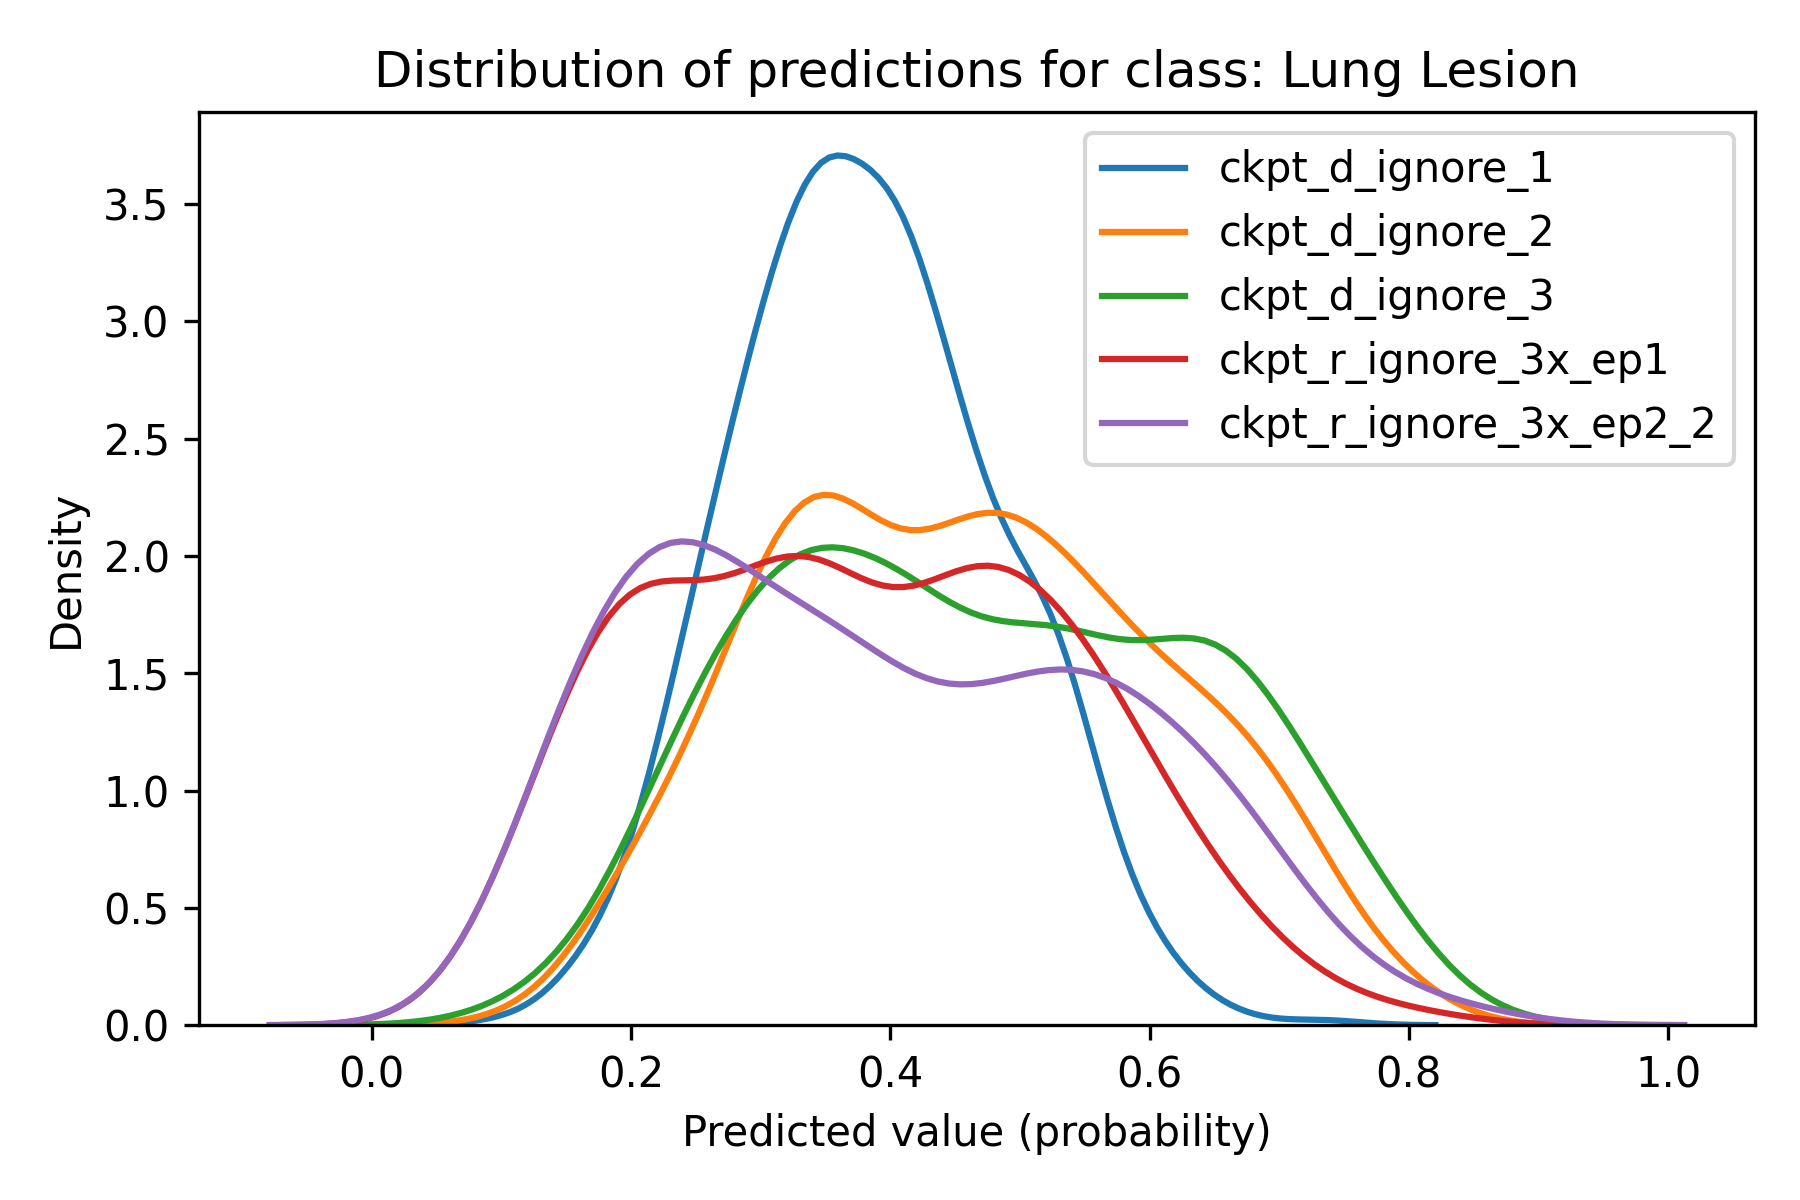 Distribution of predictions for class: Lung Lesion
ckpt_d_ignore_1
ckpt_d_ignore_2
ckpt_d_ignore_3
ckpt_r_ignore_3x_ep1
ckpt_r_ignore_3x_ep2_2
Density
3.5
3.0
2.5
2.0
1.5
1.0
0.5
0.0
0.0 0.2 0.4 0.6 0.8 1.0
Predicted value (probability)